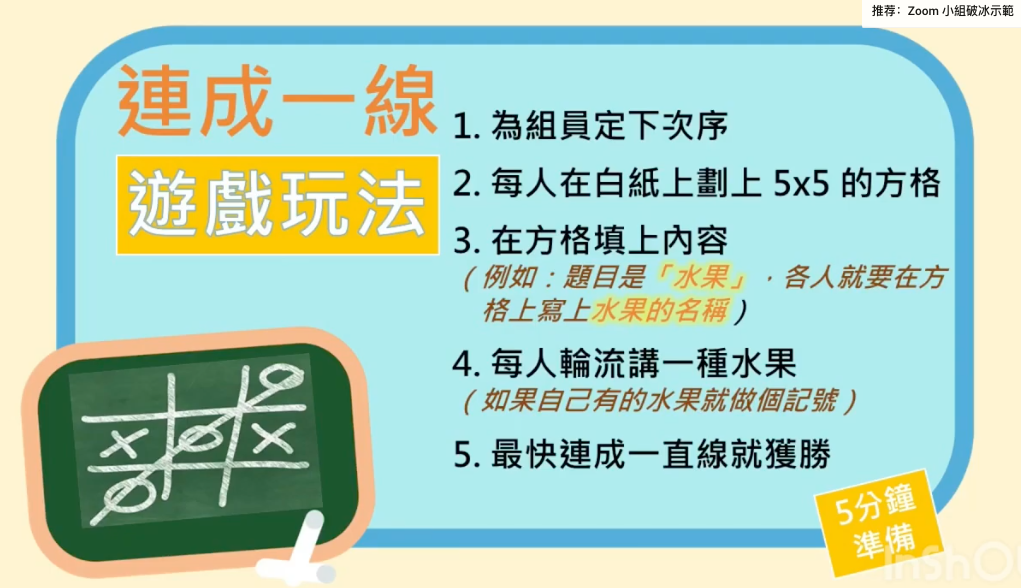 推荐：Zoom 小組破冰示範
連成一線
遊戲玩法
1. 為組員定下次序
2. 每人在白紙上劃上 5x5 的方格
3. 在方格填上內容
（例如：題目是「水果」，各人就要在方
格上寫上水果的名稱）
4. 每人輪流講一種水果
（如果自己有的水果就做個記號）
5. 最快連成一直線就獲勝
5分鐘
準備